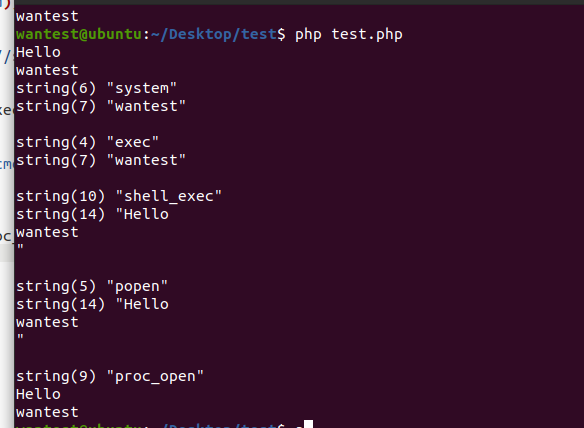 wantest
wantest@ubuntu:~/Desktop/test$ php test.php
Hello
wantest
string(6) "system"
string(7) "wantest"
string(4) "exec"
string(7) "wantest"
string(10) "shell_exec"
string(14) "Hello
wantest
"
string(5) "popen"
string(14) "Hello
wantest
"
string(9) "proc_open"
Hello
wantest